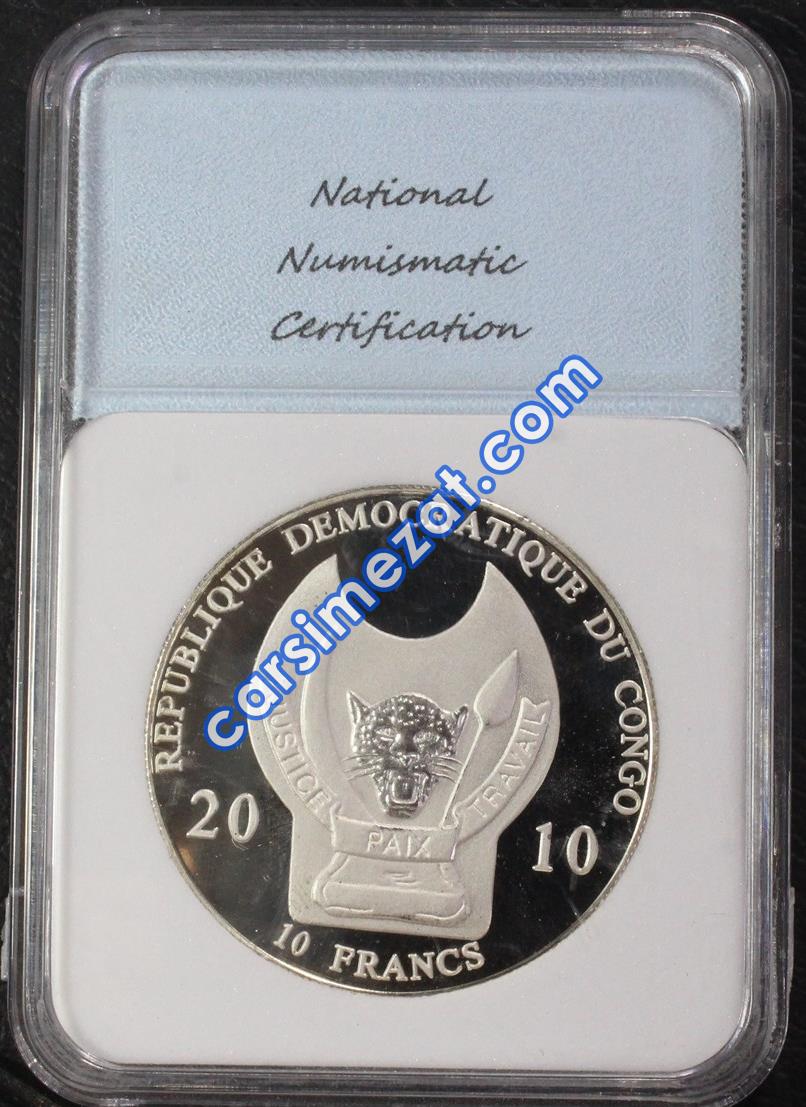 National
Numismatic
Certification
carsimezat.com
REPUBLIQUE DEMOCRATIQUE DU CONGO
JUSTICE
PAIX
TRAVAIL
20 10
10 FRANCS